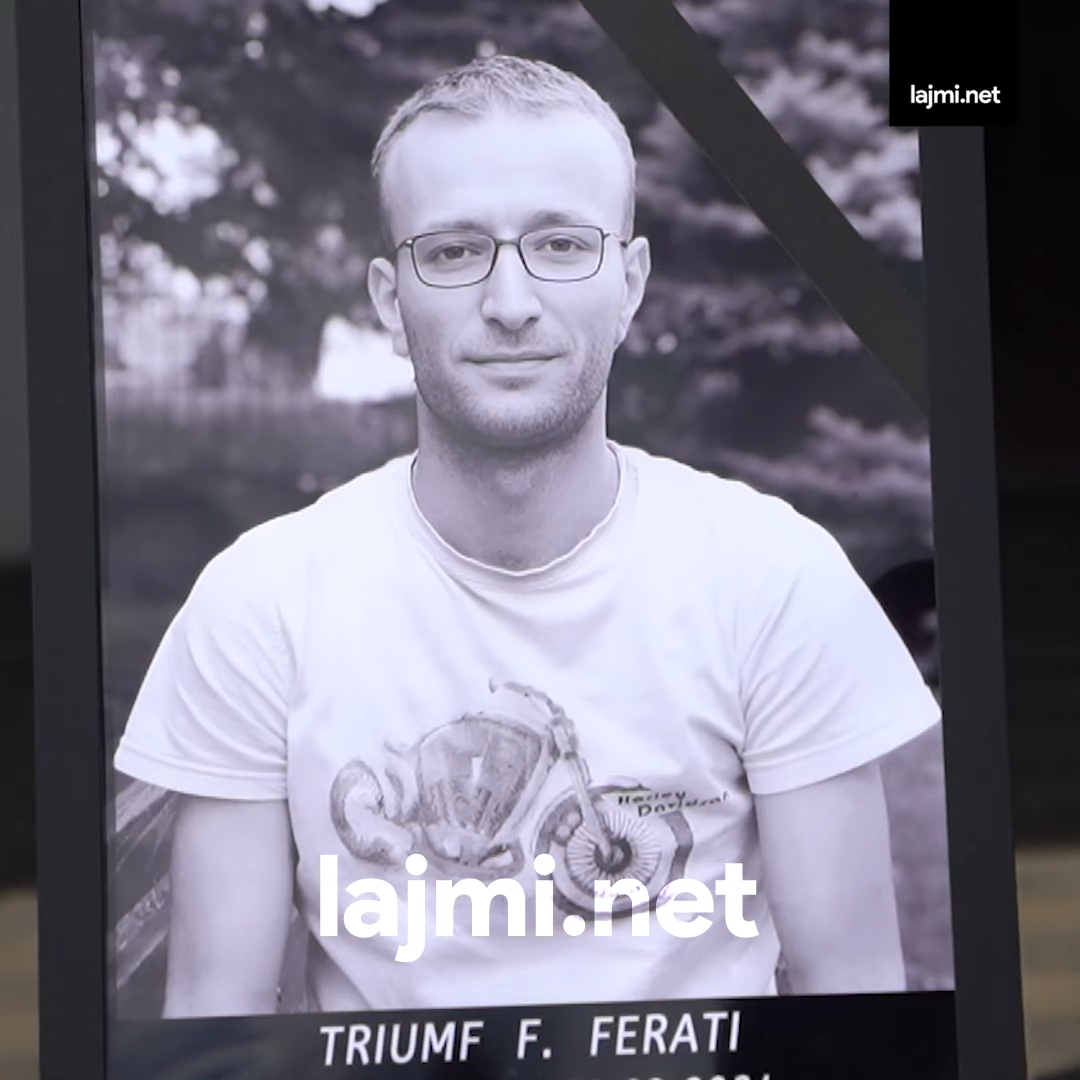 lajmi.net
Harley
Davidson
lajmi.net
TRIUMF F. FERATI